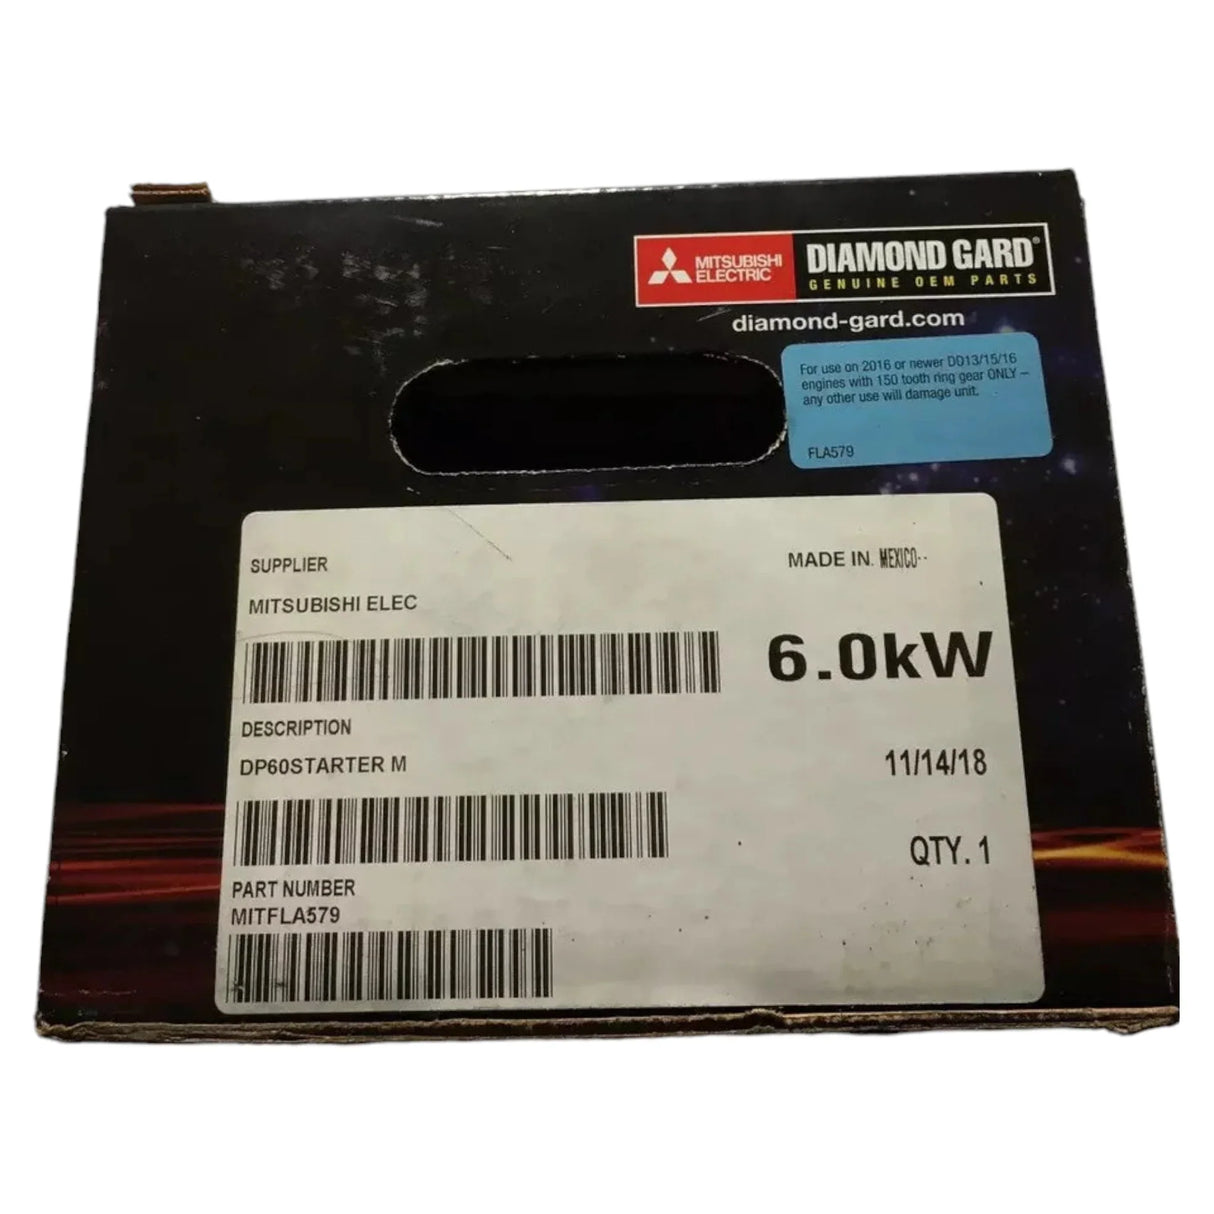 MITSUBISHI
ELECTRIC
DIAMOND GARD®
GENUINE OEM PARTS
diamond-gard.com
For use on 2016 or newer DD13/15/16
engines with 150 tooth ring gear ONLY –
any other use will damage unit.
FLA579
SUPPLIER
MADE IN. MEXICO--
MITSUBISHI ELEC
6.0kW
DESCRIPTION
DP60STARTER M
11/14/18
QTY. 1
PART NUMBER
MITFLA579